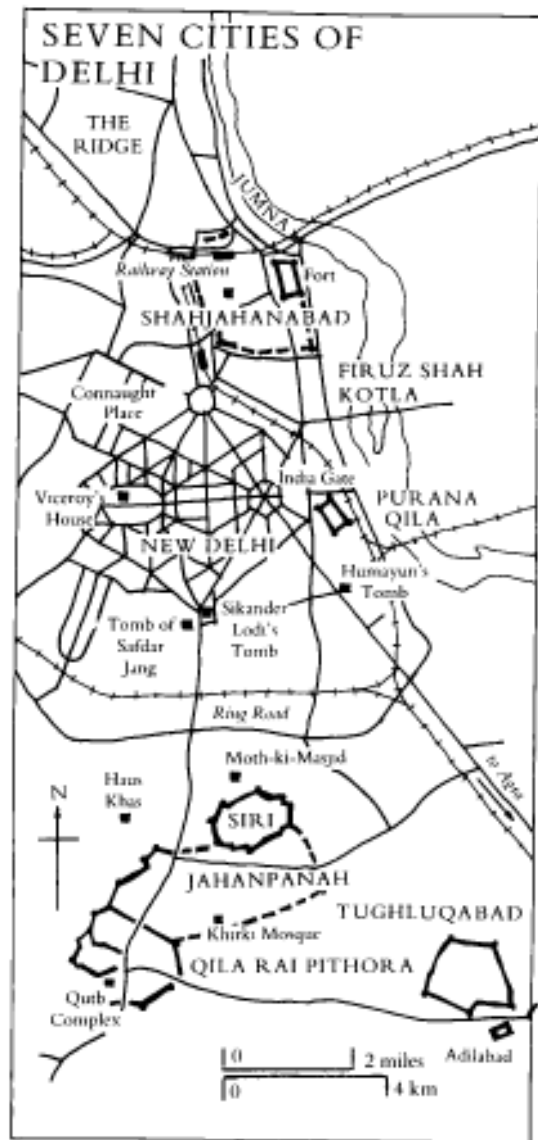 SEVEN CITIES OF
DELHI
THE
RIDGE
JUMNA
Railway Station
Fort
SHAHJAHANABAD
FIRUZ SHAH
KOTLA
Connaught
Place
India Gate
Viceroy's
House
PURANA
QILA
NEW DELHI
Humayun's
Tomb
Sikander
Lodi's
Tomb
Tomb of
Safdar
Jang
Ring Road
Moth-ki-Masjid
to Agra
Haus
Khas
N
SIRI
JAHANPANAH
TUGHLUQABAD
Khirki Mosque
QILA RAI PITHORA
Qutb
Complex
Adilabad
0 2 miles
0 4 km